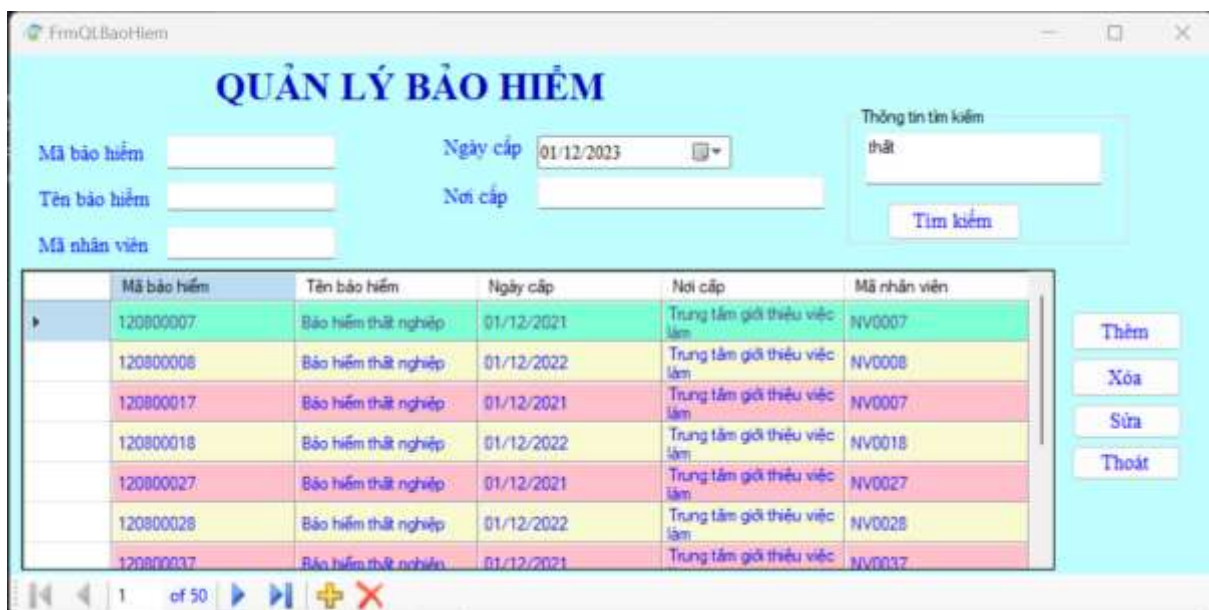 FrmQLBaoHiem
QUẢN LÝ BẢO HIỂM
Thông tin tìm kiếm
Mã bảo hiểm
Ngày cấp 01/12/2023
thất
Tên bảo hiểm
Nơi cấp
Tìm kiếm
Mã nhân viên
Mã bảo hiểm Tên bảo hiểm Ngày cấp Nơi cấp Mã nhân viên
120800007 Bảo hiểm thất nghiệp 01/12/2021 Trung tâm giới thiệu việc làm NV0007
120800008 Bảo hiểm thất nghiệp 01/12/2022 Trung tâm giới thiệu việc làm NV0008
120800017 Bảo hiểm thất nghiệp 01/12/2021 Trung tâm giới thiệu việc làm NV0007
120800018 Bảo hiểm thất nghiệp 01/12/2022 Trung tâm giới thiệu việc làm NV0018
120800027 Bảo hiểm thất nghiệp 01/12/2021 Trung tâm giới thiệu việc làm NV0027
120800028 Bảo hiểm thất nghiệp 01/12/2022 Trung tâm giới thiệu việc làm NV0028
120800037 Bảo hiểm thất nghiệp 01/12/2021 Trung tâm giới thiệu việc NV0037
Thêm
Xóa
Sửa
Thoát
1 of 50